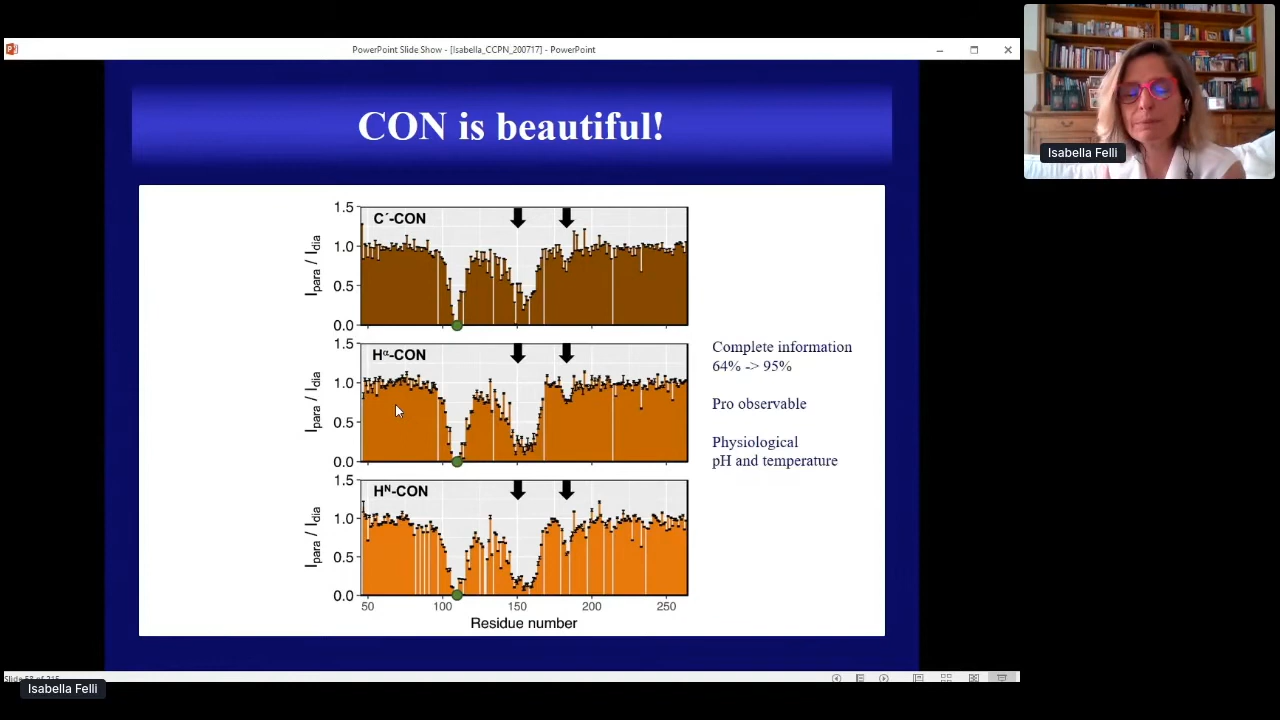 PowerPoint Slide Show - [Isabella_CCPN_200717] - PowerPoint
CON is beautiful!
C´-CON
1.5
1.0
0.5
0.0
Ipara / Idia
Hα-CON
1.5
1.0
0.5
0.0
Ipara / Idia
HN-CON
1.5
1.0
0.5
0.0
Ipara / Idia
50
100
150
200
250
Residue number
Complete information
64% -> 95%
Pro observable
Physiological
pH and temperature
Isabella Felli
Isabella Felli